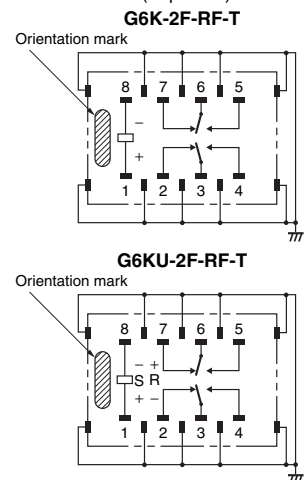 G6K-2F-RF-T
Orientation mark
8 7 6 5
−
+
1 2 3 4
G6KU-2F-RF-T
Orientation mark
8 7 6 5
− +
S R
+ −
1 2 3 4